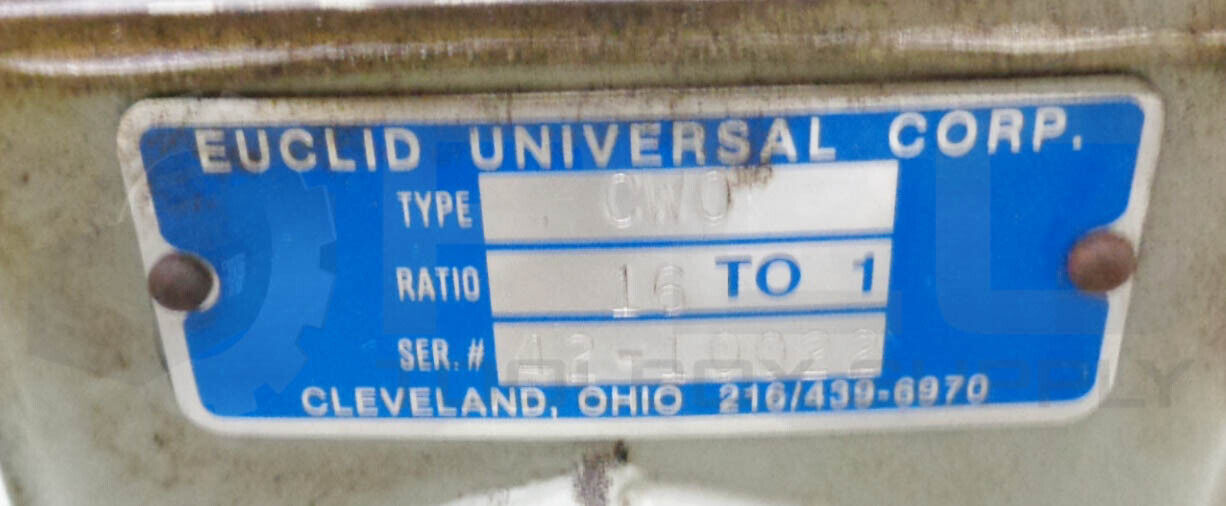 EUCLID UNIVERSAL CORP.
TYPE CWO
RATIO 16 TO 1
SER. #
CLEVELAND, OHIO 216/439-6970